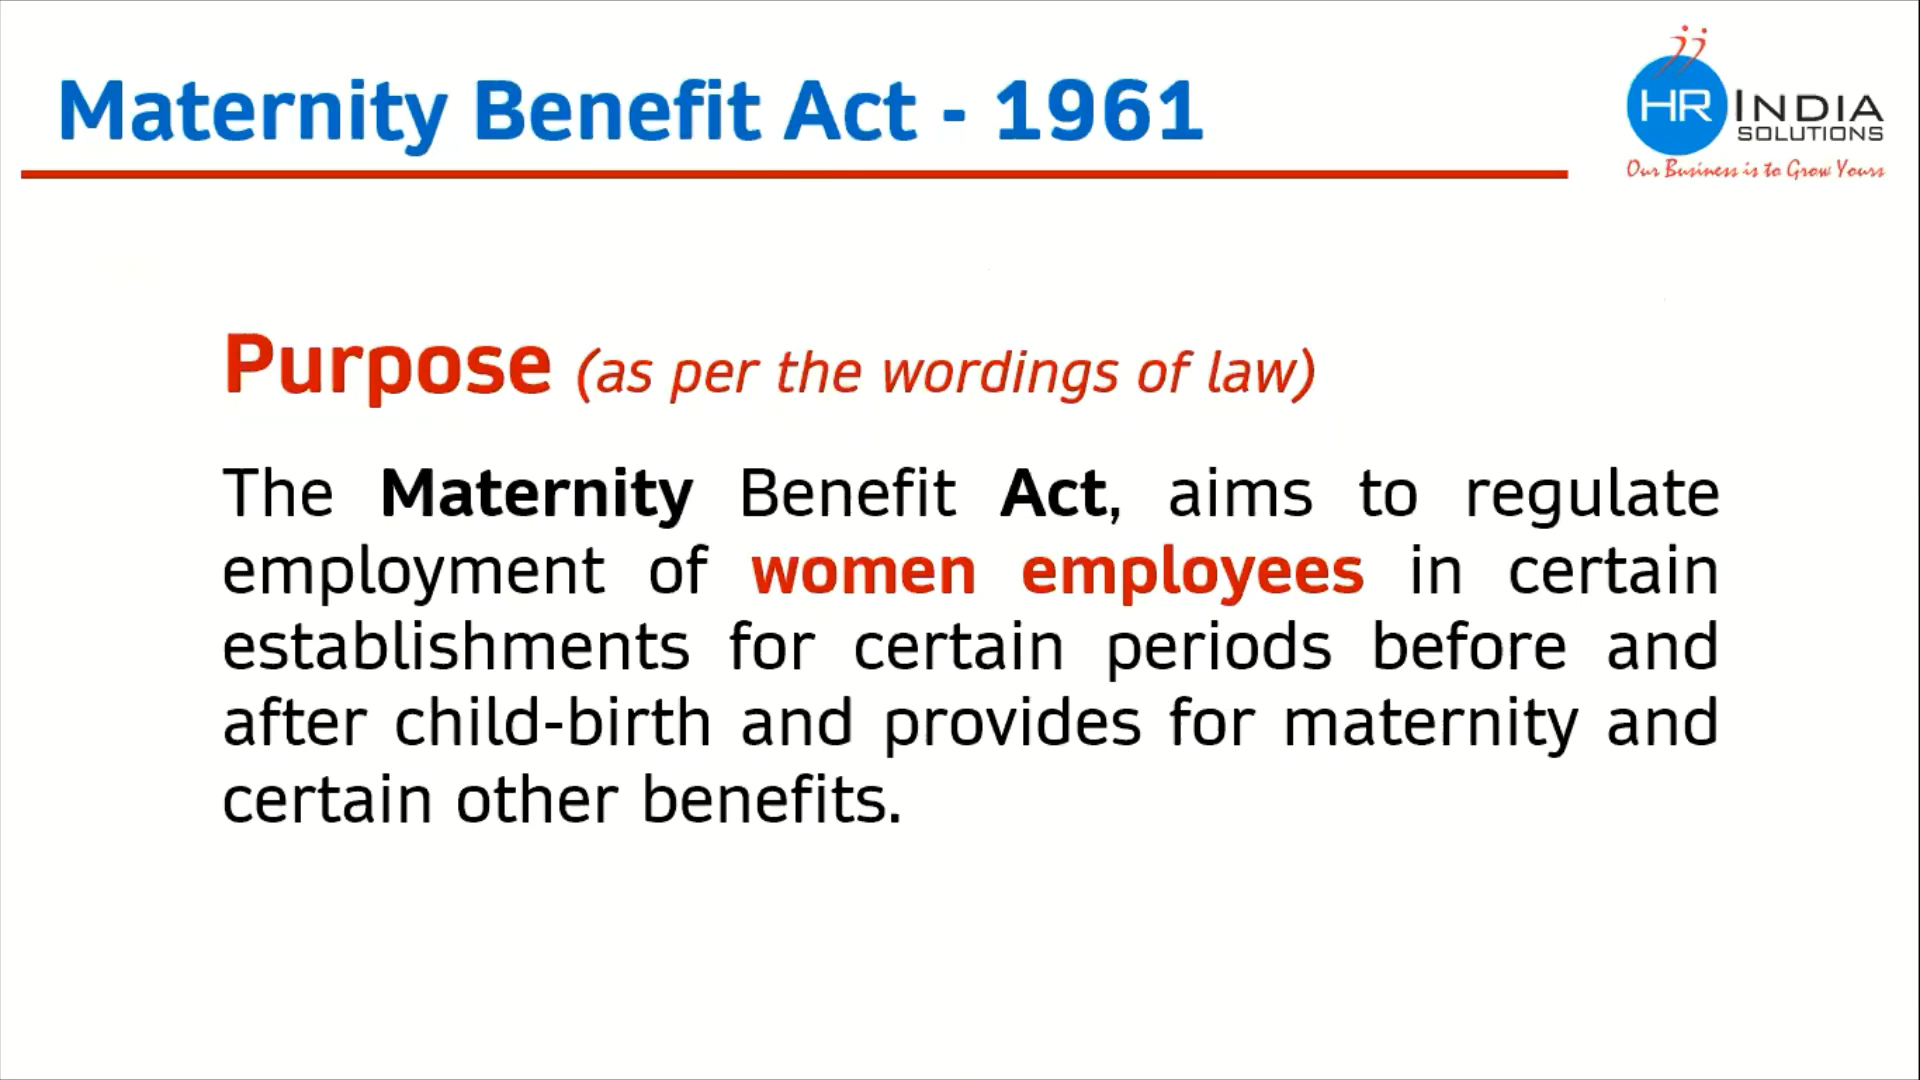 Maternity Benefit Act - 1961
HR INDIA
SOLUTIONS
Our Business is to Grow Yours
Purpose (as per the wordings of law)
The Maternity Benefit Act, aims to regulate
employment of women employees in certain
establishments for certain periods before and
after child-birth and provides for maternity and
certain other benefits.